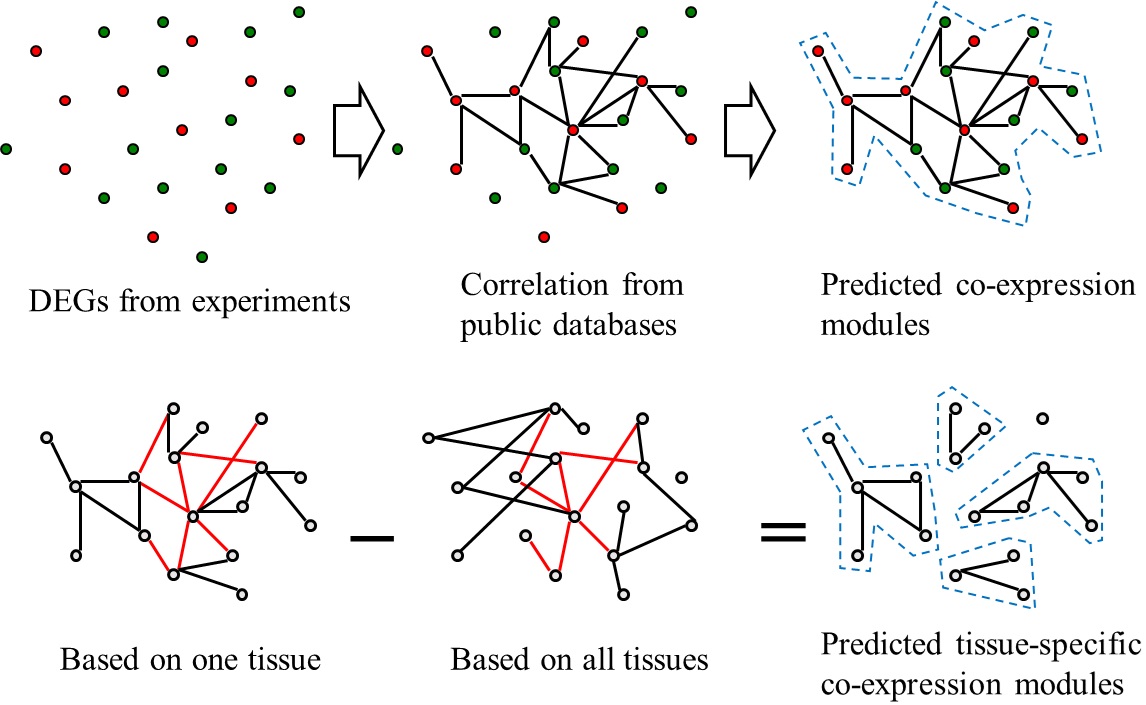 DEGs from experiments
Correlation from
public databases
Predicted co-expression
modules
Based on one tissue
Based on all tissues
Predicted tissue-specific
co-expression modules